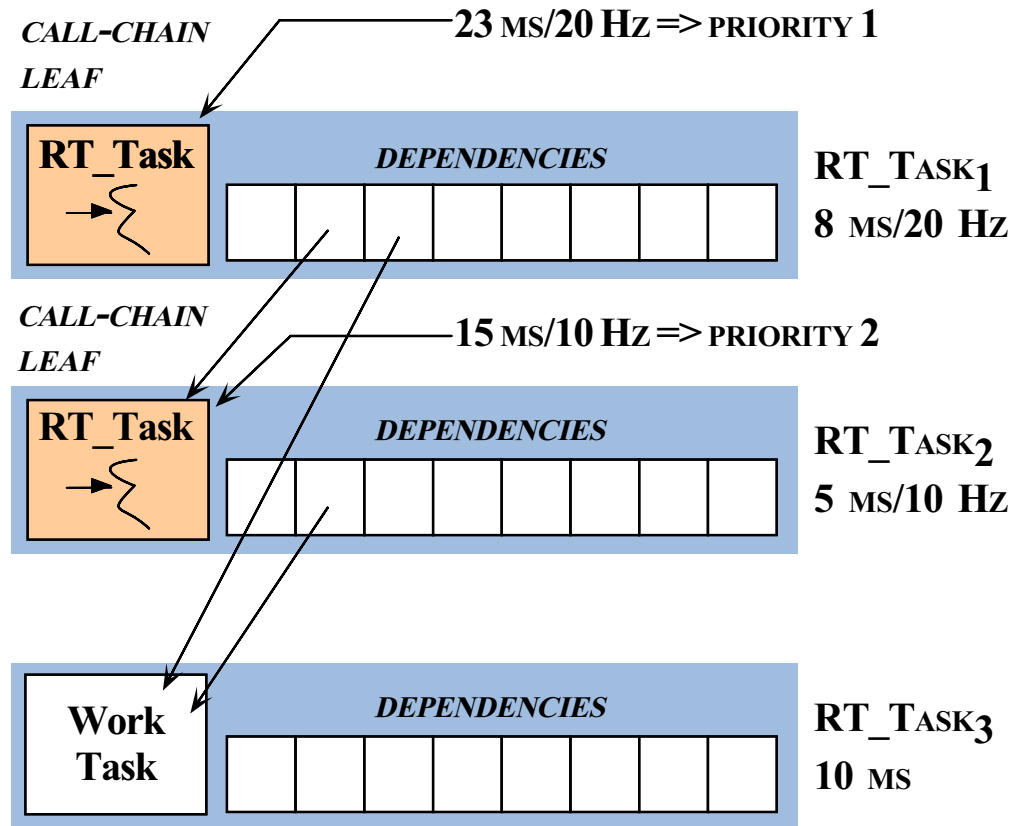 CALL-CHAIN
LEAF
23 MS/20 HZ => PRIORITY 1
RT_Task
DEPENDENCIES
RT_TASK1
8 MS/20 HZ
CALL-CHAIN
LEAF
15 MS/10 HZ => PRIORITY 2
RT_Task
DEPENDENCIES
RT_TASK2
5 MS/10 HZ
Work
Task
DEPENDENCIES
RT_TASK3
10 MS